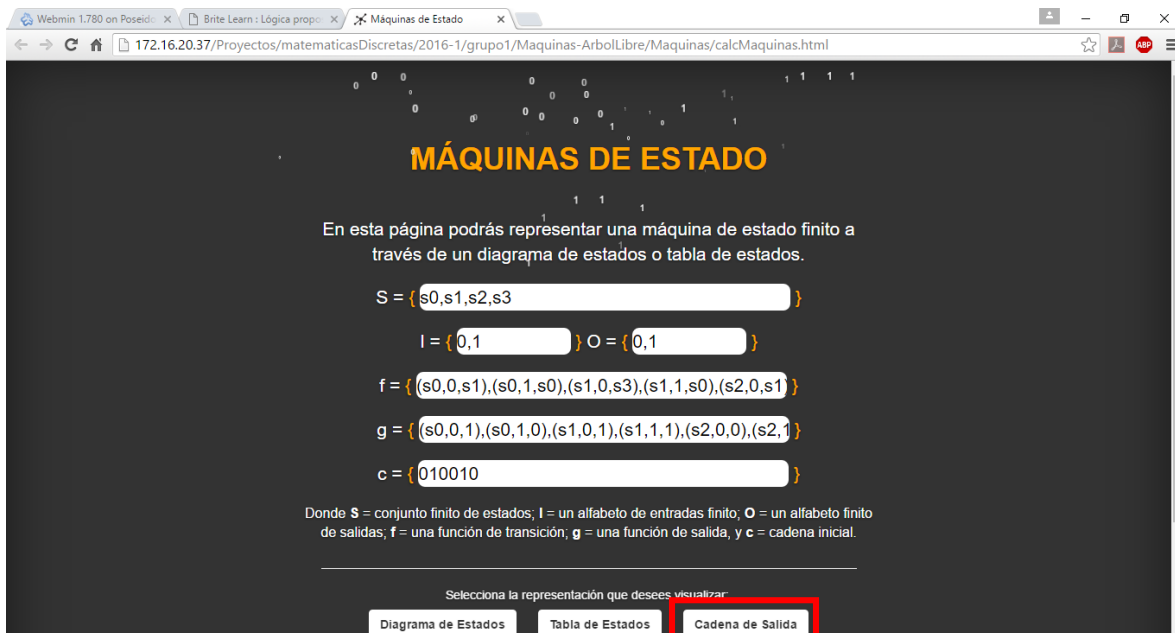 Webmin 1.780 on Poseido
Brite Learn : Lógica propo
Máquinas de Estado
172.16.20.37/Proyectos/matematicasDiscretas/2016-1/grupo1/Maquinas-ArbolLibre/Maquinas/calcMaquinas.html
ABP
MÁQUINAS DE ESTADO
En esta página podrás representar una máquina de estado finito a
través de un diagrama de estados o tabla de estados.
S = { s0,s1,s2,s3 }
I = { 0,1 } O = { 0,1 }
f = { (s0,0,s1),(s0,1,s0),(s1,0,s3),(s1,1,s0),(s2,0,s1) }
g = { (s0,0,1),(s0,1,0),(s1,0,1),(s1,1,1),(s2,0,0),(s2,1 }
c = { 010010 }
Donde S = conjunto finito de estados; I = un alfabeto de entradas finito; O = un alfabeto finito
de salidas; f = una función de transición; g = una función de salida, y c = cadena inicial.
Selecciona la representación que desees visualizar:
Diagrama de Estados
Tabla de Estados
Cadena de Salida